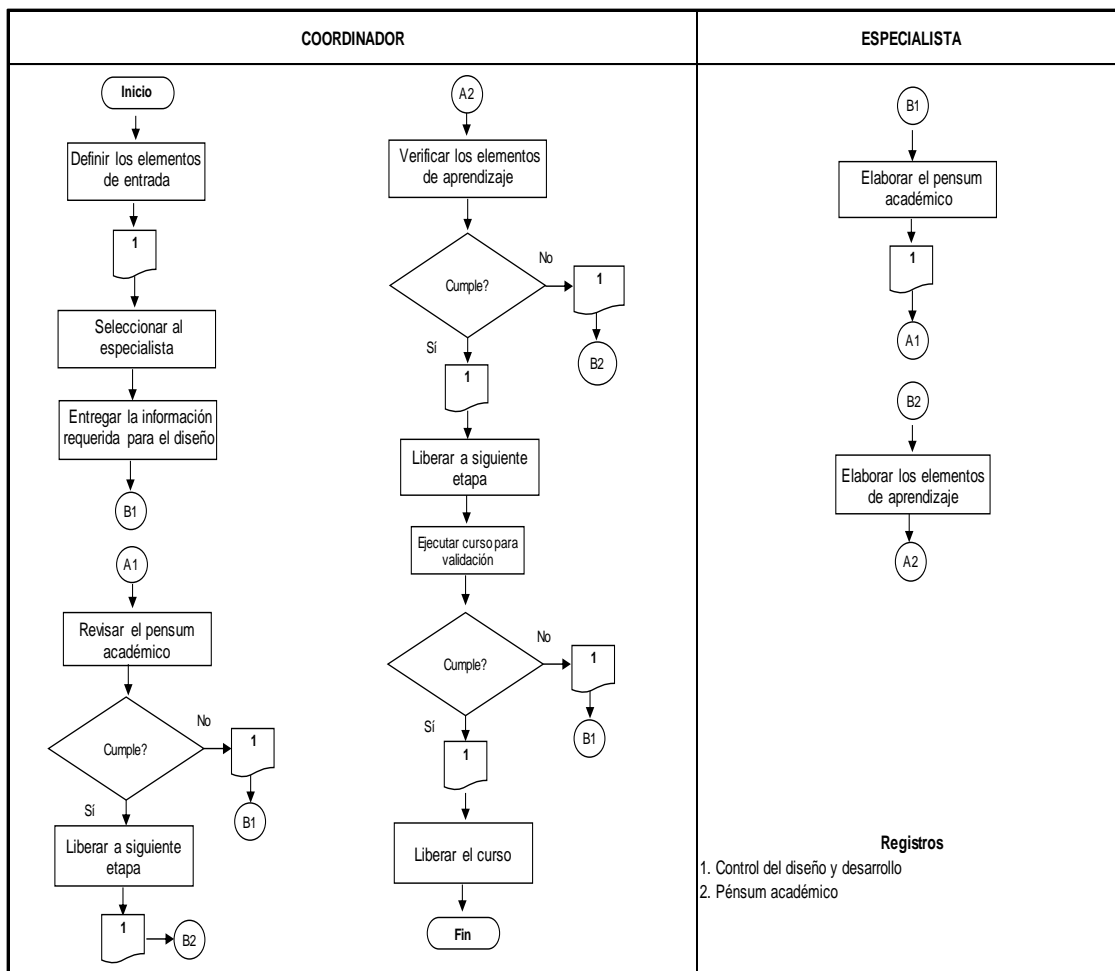 COORDINADOR
ESPECIALISTA
Inicio
Definir los elementos
de entrada
1
Seleccionar al
especialista
Entregar la información
requerida para el diseño
B1
A1
Revisar el pensum
académico
Cumple?
No
1
B1
Sí
Liberar a siguiente
etapa
1
B2
A2
Verificar los elementos
de aprendizaje
Cumple?
No
1
B2
Sí
1
Liberar a siguiente
etapa
Ejecutar curso para
validación
Cumple?
No
1
B1
Sí
1
Liberar el curso
Fin
B1
Elaborar el pensum
académico
1
A1
B2
Elaborar los elementos
de aprendizaje
A2
Registros
1. Control del diseño y desarrollo
2. Pénsum académico